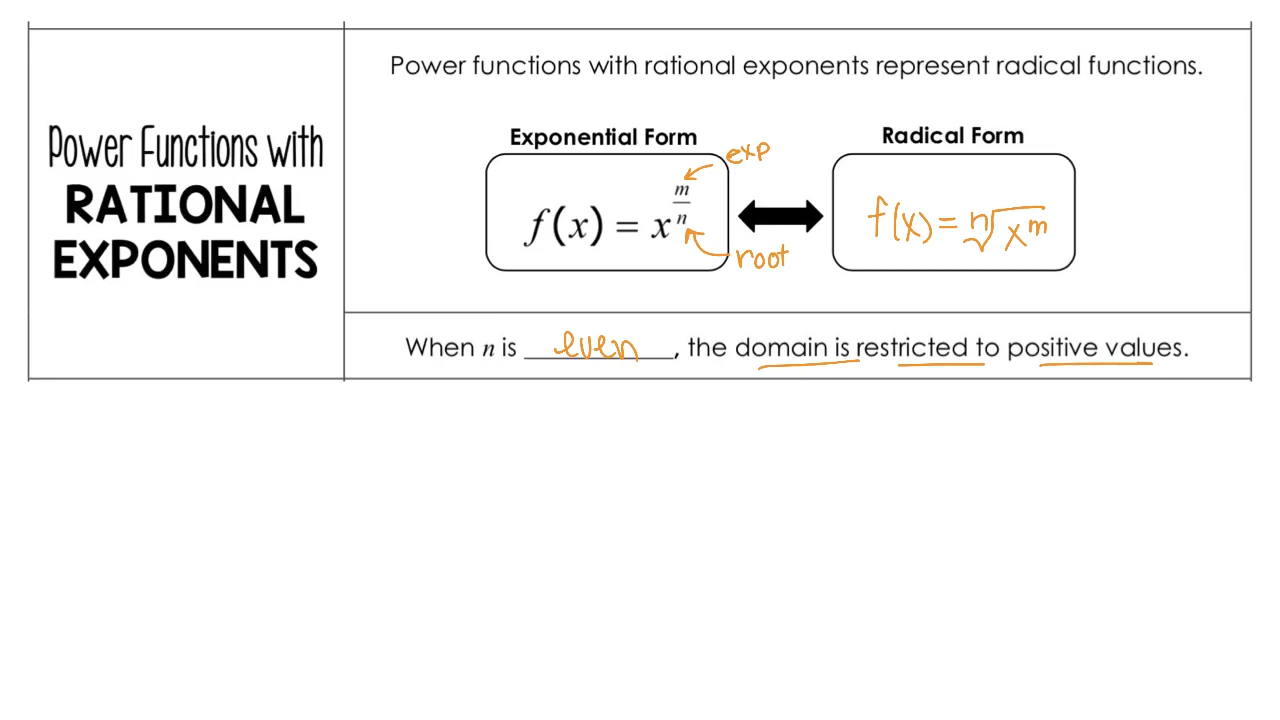 Power Functions with
RATIONAL
EXPONENTS
Power functions with rational exponents represent radical functions.
Exponential Form
exp
f(x) = x^(m/n)
root
Radical Form
f(x) = ⁿ√(x^m)
When n is even, the domain is restricted to positive values.